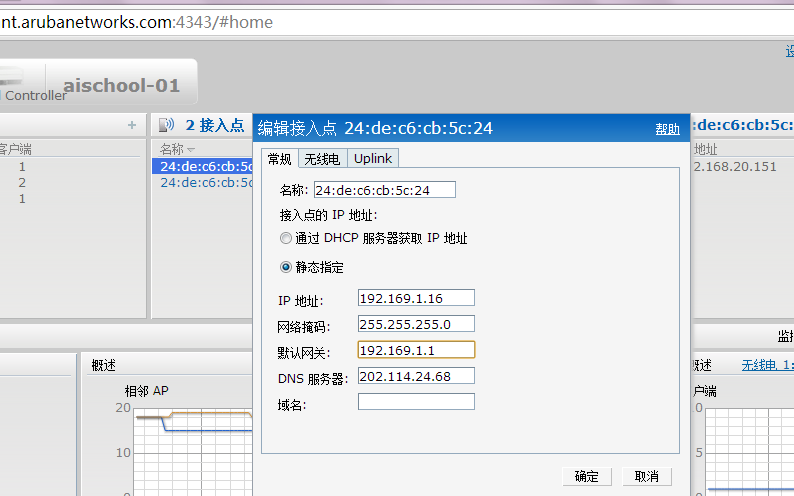 nt.arubanetworks.com:4343/#home
设
Controller
aischool-01
2 接入点
编辑接入点 24:de:c6:cb:5c:24
帮助
:de:c6:cb:5c:
客户端
名称
常规
无线电
Uplink
地址
1
24:de:c6:cb:5c
2.168.20.151
2
24:de:c6:cb:5c
1
名称:
24:de:c6:cb:5c:24
接入点的 IP 地址:
通过 DHCP 服务器获取 IP 地址
静态指定
IP 地址:
192.169.1.16
网络掩码:
255.255.255.0
默认网关:
192.169.1.1
DNS 服务器:
202.114.24.68
域名:
监
概述
概述
无线电 1:
相邻 AP
户端
20
0
10
5
0
0
确定
取消